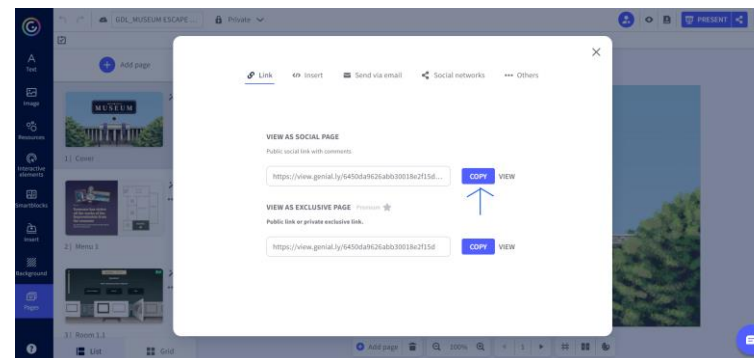 GDL_MUSEUM ESCAPE ...
Private
PRESENT
Text
Image
Resources
Interactive
elements
SmartBlocks
Insert
Background
Pages
Add page
MUSEUM
1| Cover
2| Menu 1
3| Room 1.1
List
Grid
Link
Insert
Send via email
Social networks
Others
VIEW AS SOCIAL PAGE
Public social link with comments.
https://view.genial.ly/6450da9626abb30018e2f15d...
COPY
VIEW
VIEW AS EXCLUSIVE PAGE Premium
Public link or private exclusive link.
https://view.genial.ly/6450da9626abb30018e2f15d
COPY
VIEW
Add page
100%
1